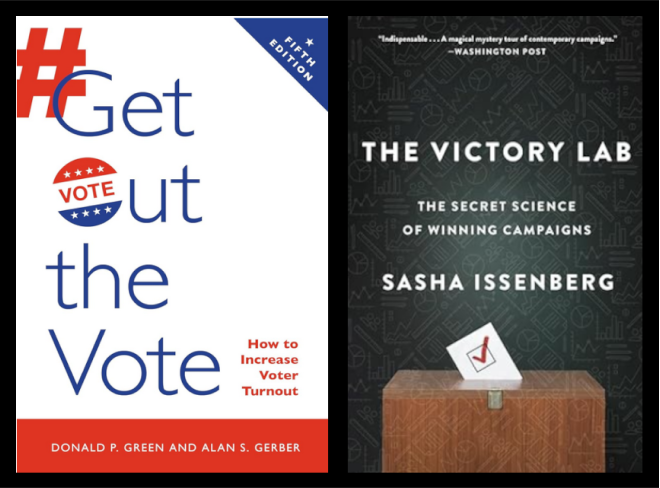 #
Get
VOTE
ut
the
Vote
FIFTH
EDITION
How to
Increase
Voter
Turnout
DONALD P. GREEN AND ALAN S. GERBER
"Indispensable . . . A magical mystery tour of contemporary campaigns."
—WASHINGTON POST
THE VICTORY LAB
THE SECRET SCIENCE
OF WINNING CAMPAIGNS
SASHA ISSENBERG